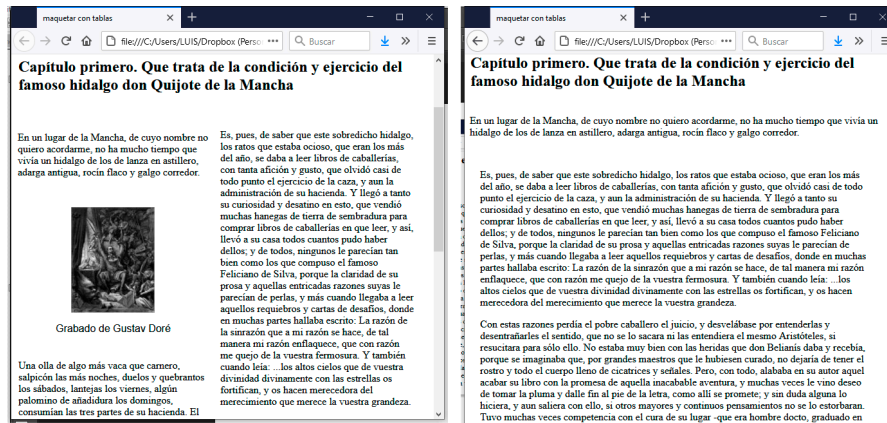 maquetar con tablas
file:///C:/Users/LUIS/Dropbox (Perso
Buscar
Capítulo primero. Que trata de la condición y ejercicio del
famoso hidalgo don Quijote de la Mancha
En un lugar de la Mancha, de cuyo nombre no
quiero acordarme, no ha mucho tiempo que
vivía un hidalgo de los de lanza en astillero,
adarga antigua, rocín flaco y galgo corredor.
Grabado de Gustav Doré
Una olla de algo más vaca que carnero,
salpicón las más noches, duelos y quebrantos
los sábados, lantejas los viernes, algún
palomino de añadidura los domingos,
consumían las tres partes de su hacienda. El
Es, pues, de saber que este sobredicho hidalgo,
los ratos que estaba ocioso, que eran los más
del año, se daba a leer libros de caballerías,
con tanta afición y gusto, que olvidó casi de
todo punto el ejercicio de la caza, y aun la
administración de su hacienda. Y llegó a tanto
su curiosidad y desatino en esto, que vendió
muchas hanegas de tierra de sembradura para
comprar libros de caballerías en que leer, y así,
llevó a su casa todos cuantos pudo haber
dellos; y de todos, ningunos le parecían tan
bien como los que compuso el famoso
Feliciano de Silva, porque la claridad de su
prosa y aquellas entricadas razones suyas le
parecían de perlas, y más cuando llegaba a leer
aquellos requiebros y cartas de desafíos, donde
en muchas partes hallaba escrito: La razón de
la sinrazón que a mi razón se hace, de tal
manera mi razón enflaquece, que con razón
me quejo de la vuestra fermosura. Y también
cuando leía: ...los altos cielos que de vuestra
divinidad divinamente con las estrellas os
fortifican, y os hacen merecedora del
merecimiento que merece la vuestra grandeza.
maquetar con tablas
file:///C:/Users/LUIS/Dropbox (Perso
Buscar
Capítulo primero. Que trata de la condición y ejercicio del
famoso hidalgo don Quijote de la Mancha
En un lugar de la Mancha, de cuyo nombre no quiero acordarme, no ha mucho tiempo que vivía un
hidalgo de los de lanza en astillero, adarga antigua, rocín flaco y galgo corredor.
Es, pues, de saber que este sobredicho hidalgo, los ratos que estaba ocioso, que eran los más
del año, se daba a leer libros de caballerías, con tanta afición y gusto, que olvidó casi de todo
punto el ejercicio de la caza, y aun la administración de su hacienda. Y llegó a tanto su
curiosidad y desatino en esto, que vendió muchas hanegas de tierra de sembradura para
comprar libros de caballerías en que leer, y así, llevó a su casa todos cuantos pudo haber
dellos; y de todos, ningunos le parecían tan bien como los que compuso el famoso Feliciano
de Silva, porque la claridad de su prosa y aquellas entricadas razones suyas le parecían de
perlas, y más cuando llegaba a leer aquellos requiebros y cartas de desafíos, donde en muchas
partes hallaba escrito: La razón de la sinrazón que a mi razón se hace, de tal manera mi razón
enflaquece, que con razón me quejo de la vuestra fermosura. Y también cuando leía: ...los
altos cielos que de vuestra divinidad divinamente con las estrellas os fortifican, y os hacen
merecedora del merecimiento que merece la vuestra grandeza.
Con estas razones perdía el pobre caballero el juicio, y desvelábase por entenderlas y
desentrañarles el sentido, que no se lo sacara ni las entendiera el mesmo Aristóteles, si
resucitara para sólo ello. No estaba muy bien con las heridas que don Belianís daba y recebía,
porque se imaginaba que, por grandes maestros que le hubiesen curado, no dejaría de tener el
rostro y todo el cuerpo lleno de cicatrices y señales. Pero, con todo, alababa en su autor aquel
acabar su libro con la promesa de aquella inacabable aventura, y muchas veces le vino deseo
de tomar la pluma y dalle fin al pie de la letra, como allí se promete; y sin duda alguna lo
hiciera, y aun saliera con ello, si otros mayores y continuos pensamientos no se lo estorbaran.
Tuvo muchas veces competencia con el cura de su lugar -que era hombre docto, graduado en